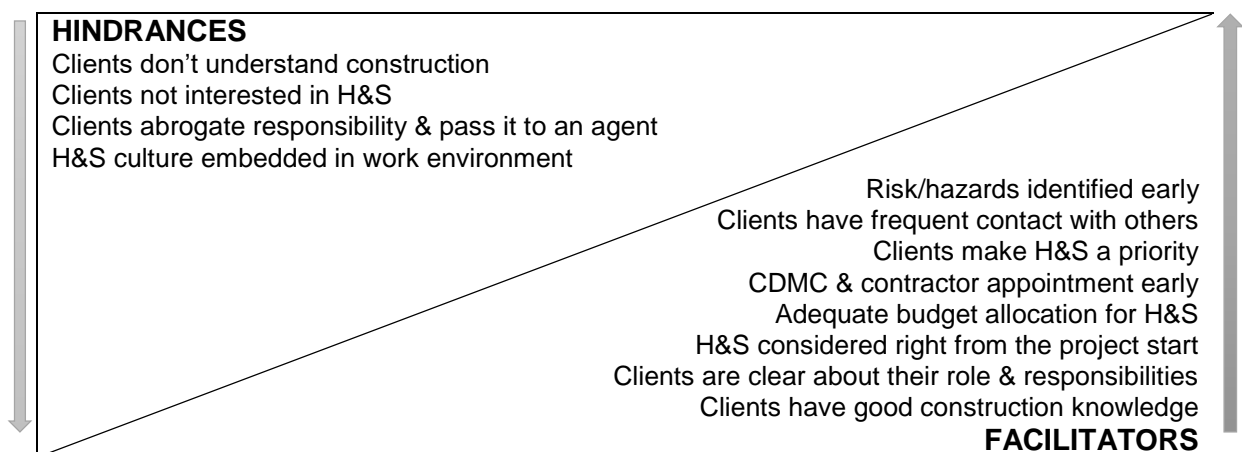 HINDRANCES
Clients don’t understand construction
Clients not interested in H&S
Clients abrogate responsibility & pass it to an agent
H&S culture embedded in work environment
Risk/hazards identified early
Clients have frequent contact with others
Clients make H&S a priority
CDMC & contractor appointment early
Adequate budget allocation for H&S
H&S considered right from the project start
Clients are clear about their role & responsibilities
Clients have good construction knowledge
FACILITATORS